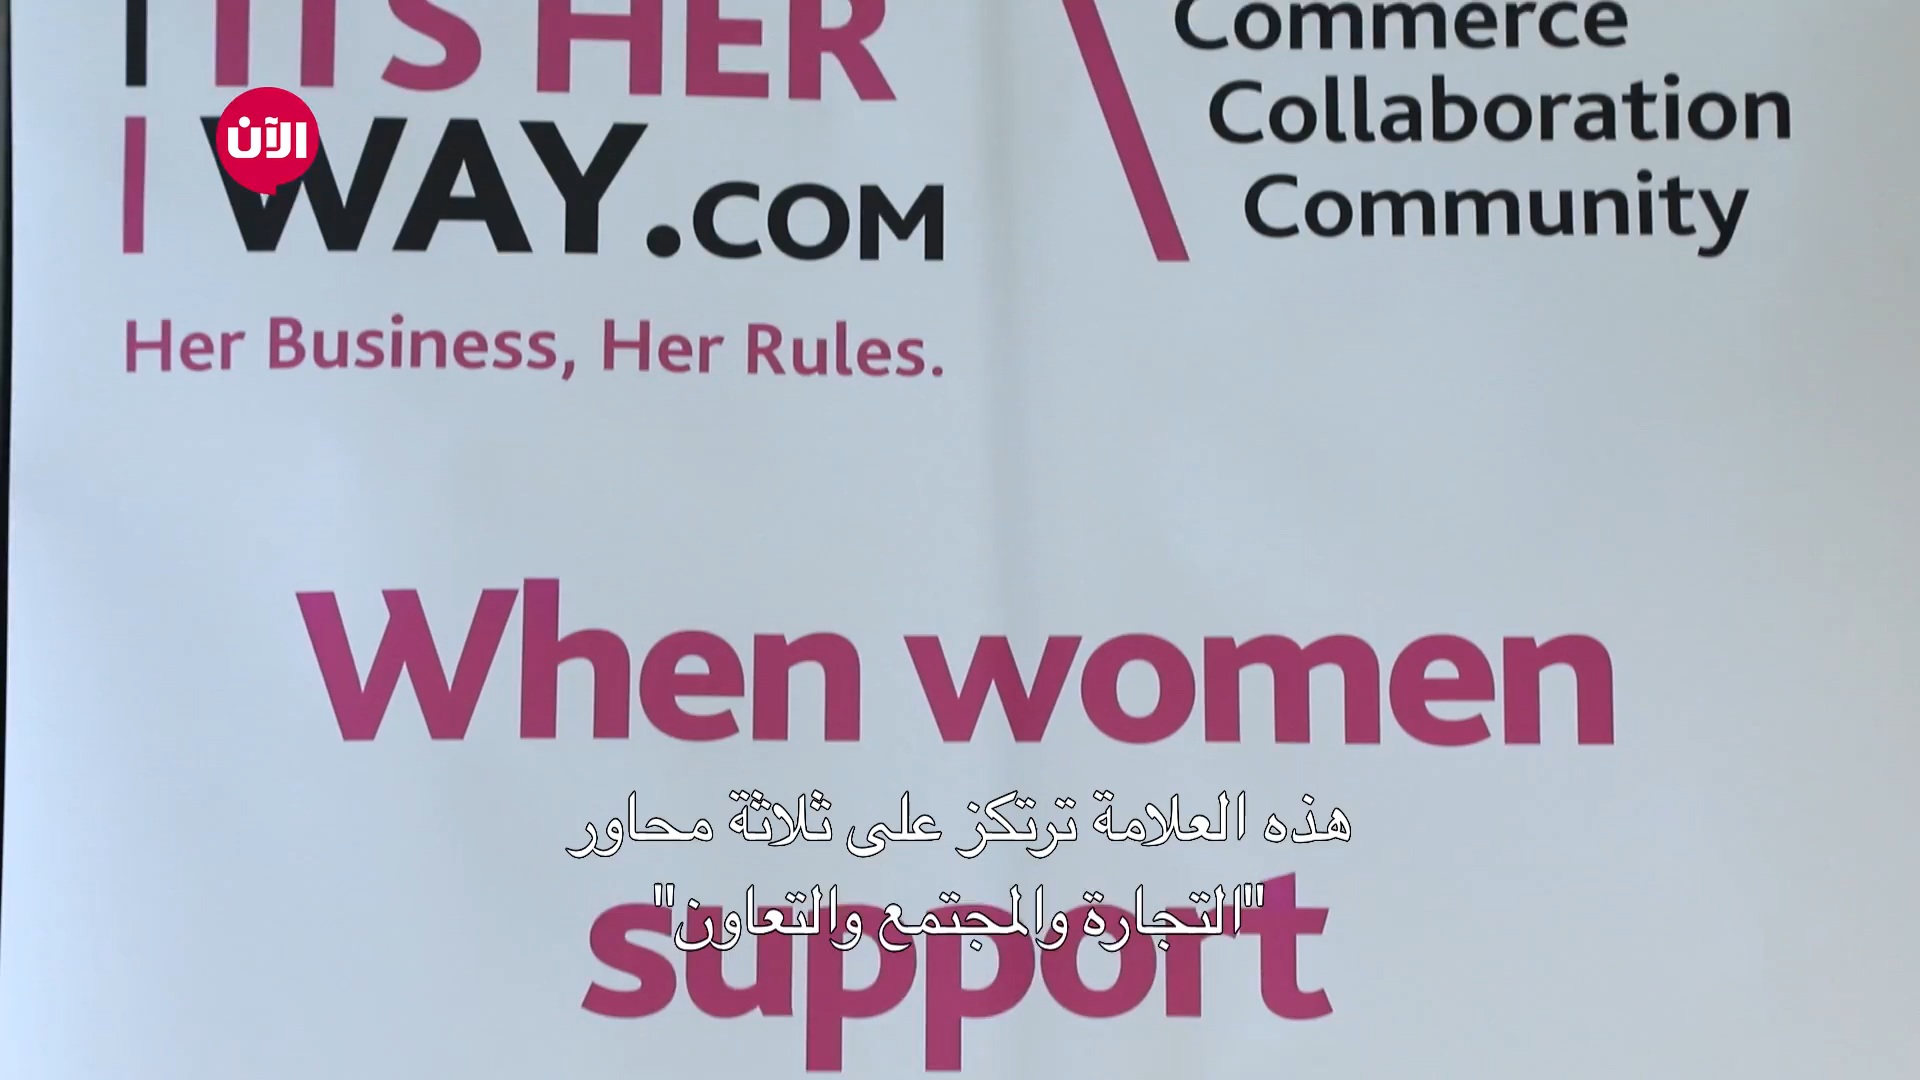 ITS HER
WAY.COM
Her Business, Her Rules.
Commerce
Collaboration
Community
الآن
When women
support
هذه العلامة ترتكز على ثلاثة محاور
"التجارة والمجتمع والتعاون"